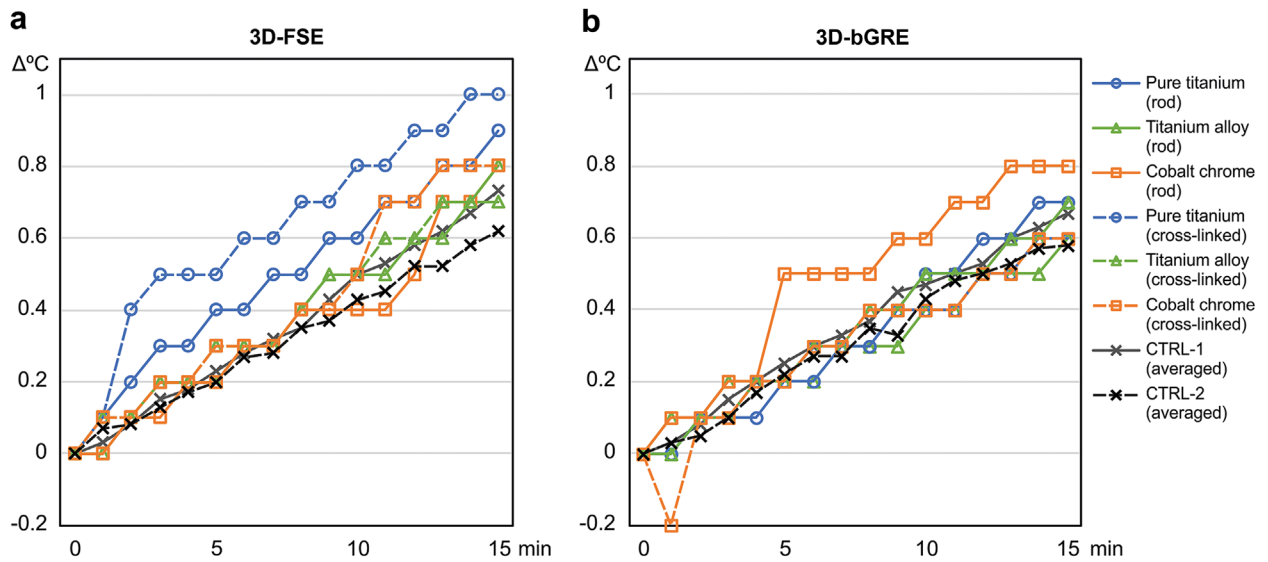 a
3D-FSE
Δ°C
1
0.8
0.6
0.4
0.2
0
-0.2
0 5 10 15 min
b
3D-bGRE
Δ°C
1
0.8
0.6
0.4
0.2
0
-0.2
0 5 10 15 min
Pure titanium
(rod)
Titanium alloy
(rod)
Cobalt chrome
(rod)
Pure titanium
(cross-linked)
Titanium alloy
(cross-linked)
Cobalt chrome
(cross-linked)
CTRL-1
(averaged)
CTRL-2
(averaged)